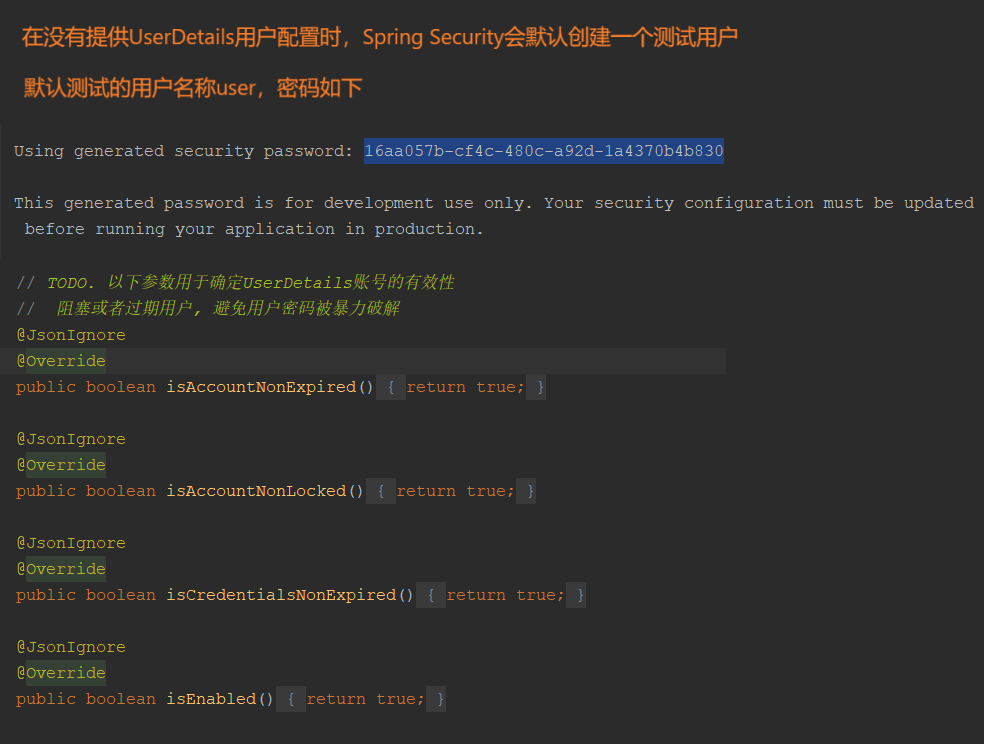 在没有提供UserDetails用户配置时，Spring Security会默认创建一个测试用户
默认测试的用户名称user，密码如下
Using generated security password: 16aa057b-cf4c-480c-a92d-1a4370b4b830
This generated password is for development use only. Your security configuration must be updated
before running your application in production.
// TODO. 以下参数用于确定UserDetails账号的有效性
//  阻塞或者过期用户, 避免用户密码被暴力破解
@JsonIgnore
@Override
public boolean isAccountNonExpired() { return true; }
@JsonIgnore
@Override
public boolean isAccountNonLocked() { return true; }
@JsonIgnore
@Override
public boolean isCredentialsNonExpired() { return true; }
@JsonIgnore
@Override
public boolean isEnabled() { return true; }